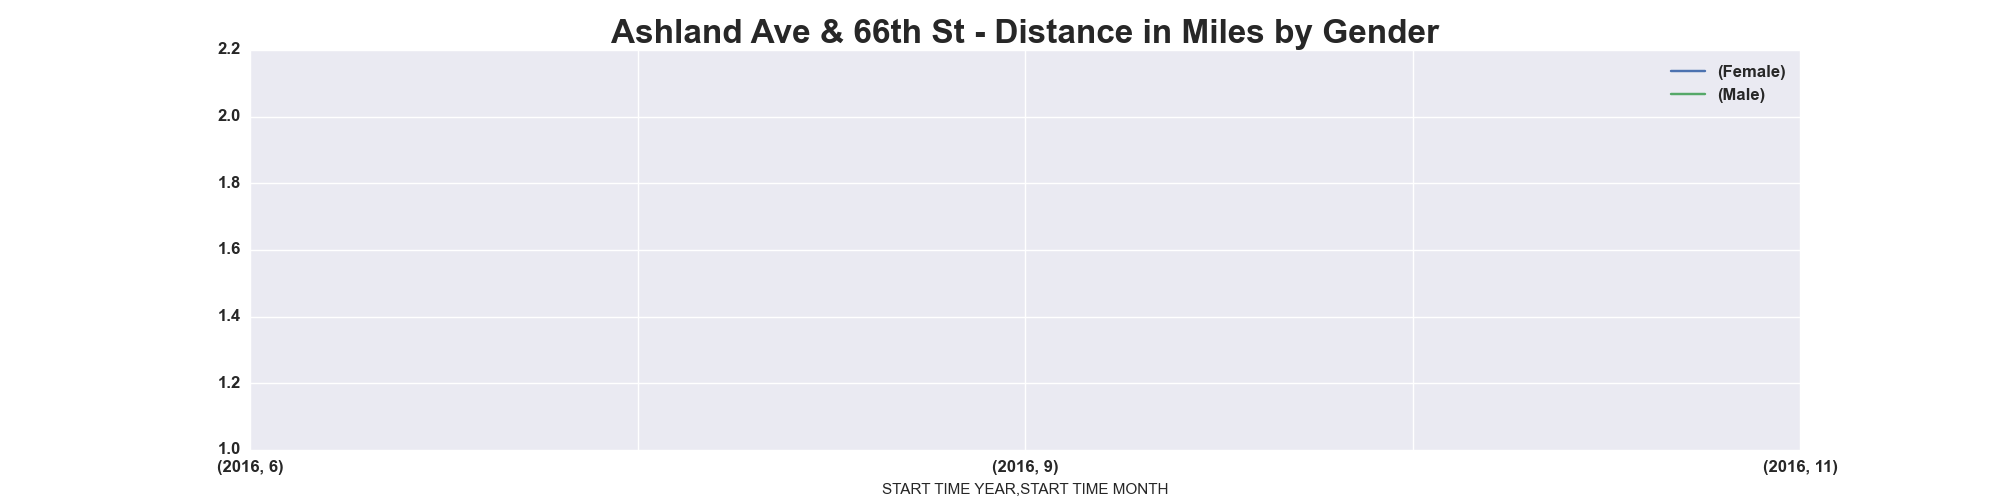 Ashland Ave & 66th St - Distance in Miles by Gender
2.2
2.0
1.8
1.6
1.4
1.2
1.0
(Female)
(Male)
(2016, 6)
(2016, 9)
(2016, 11)
START TIME YEAR,START TIME MONTH